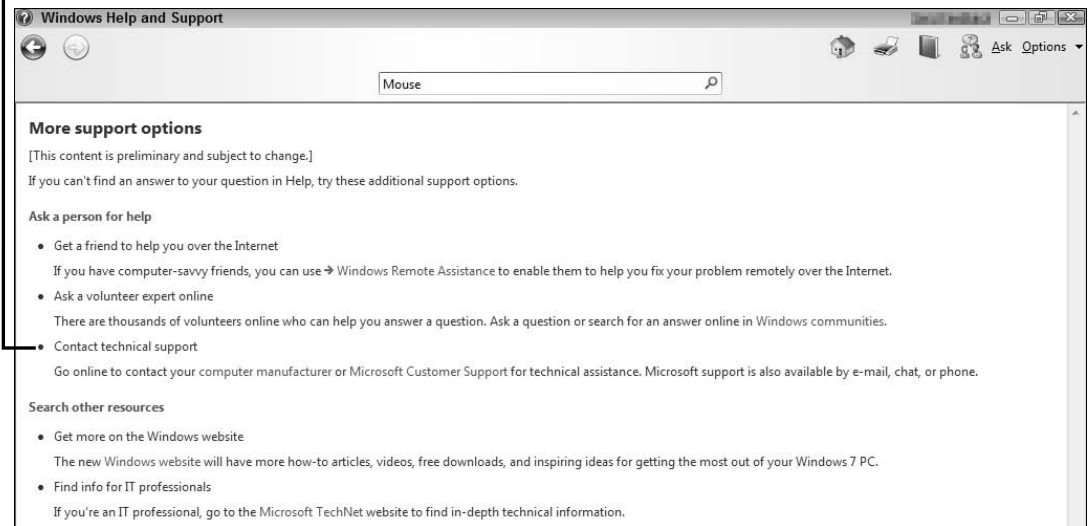 Windows Help and Support
Ask Options
Mouse
More support options
[This content is preliminary and subject to change.]
If you can't find an answer to your question in Help, try these additional support options.
Ask a person for help
• Get a friend to help you over the Internet
If you have computer-savvy friends, you can use ➔ Windows Remote Assistance to enable them to help you fix your problem remotely over the Internet.
• Ask a volunteer expert online
There are thousands of volunteers online who can help you answer a question. Ask a question or search for an answer online in Windows communities.
• Contact technical support
Go online to contact your computer manufacturer or Microsoft Customer Support for technical assistance. Microsoft support is also available by e-mail, chat, or phone.
Search other resources
• Get more on the Windows website
The new Windows website will have more how-to articles, videos, free downloads, and inspiring ideas for getting the most out of your Windows 7 PC.
• Find info for IT professionals
If you're an IT professional, go to the Microsoft TechNet website to find in-depth technical information.